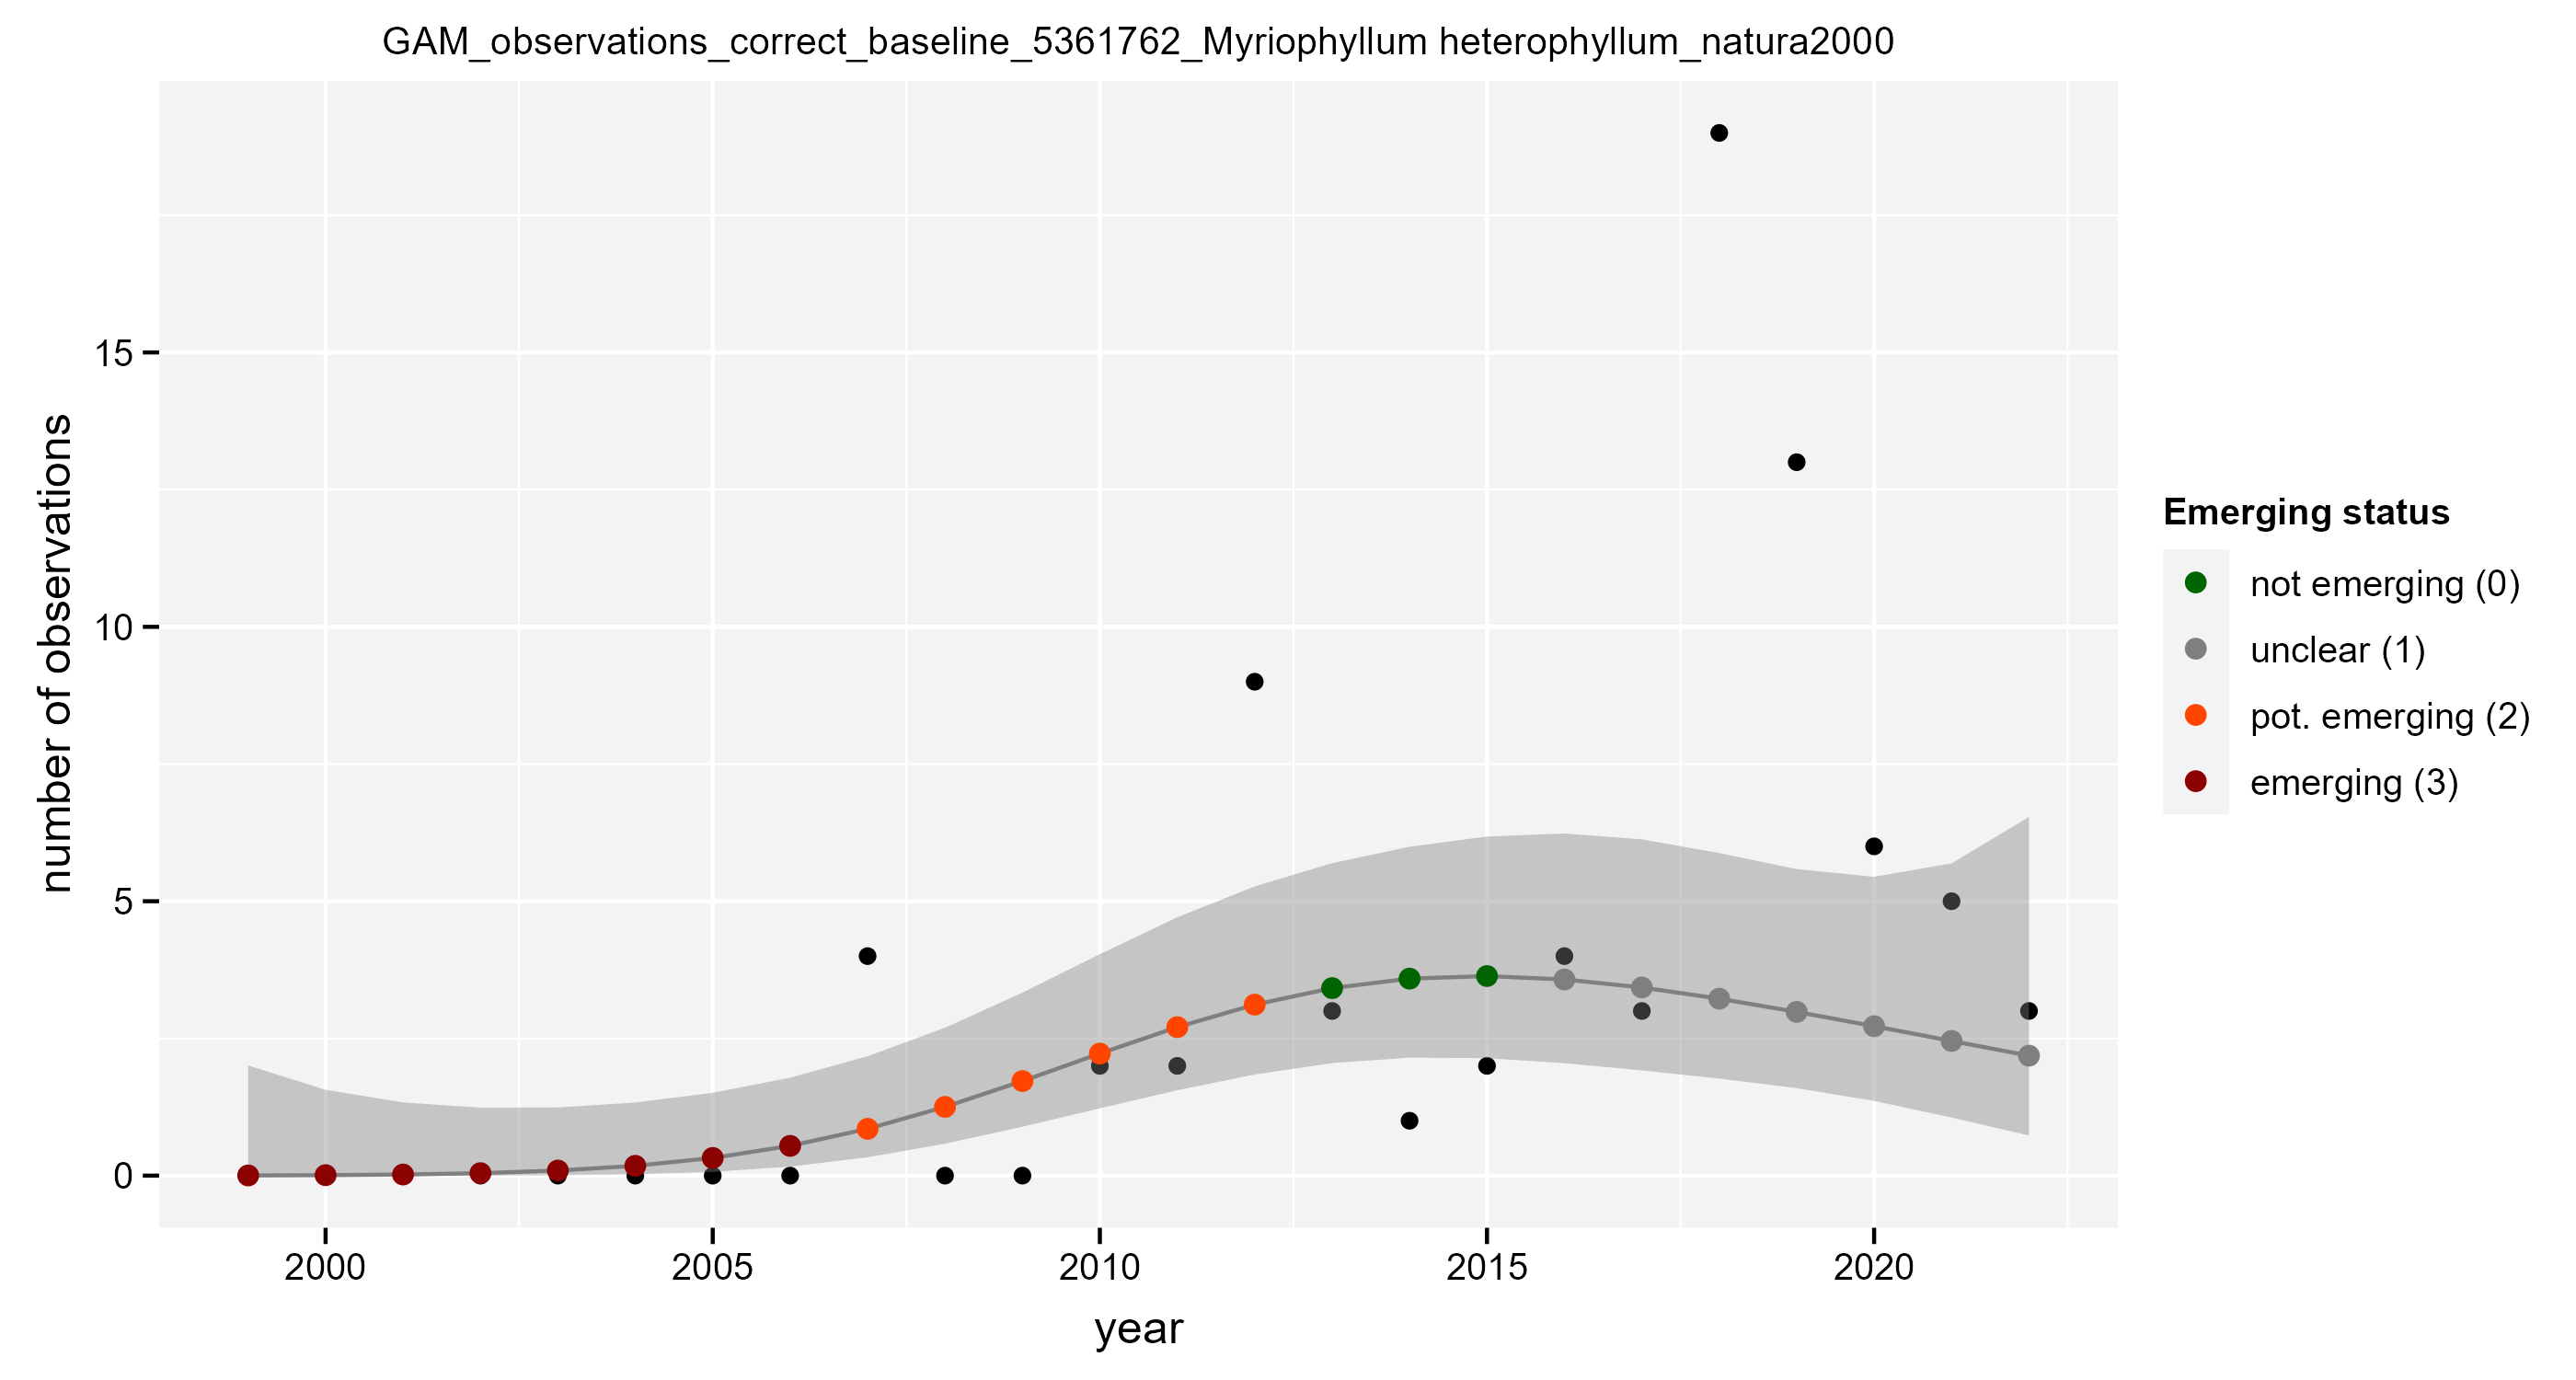 GAM_observations_correct_baseline_5361762_Myriophyllum heterophyllum_natura2000
number of observations
15
10
5
0
2000
2005
2010
2015
2020
year
Emerging status
not emerging (0)
unclear (1)
pot. emerging (2)
emerging (3)